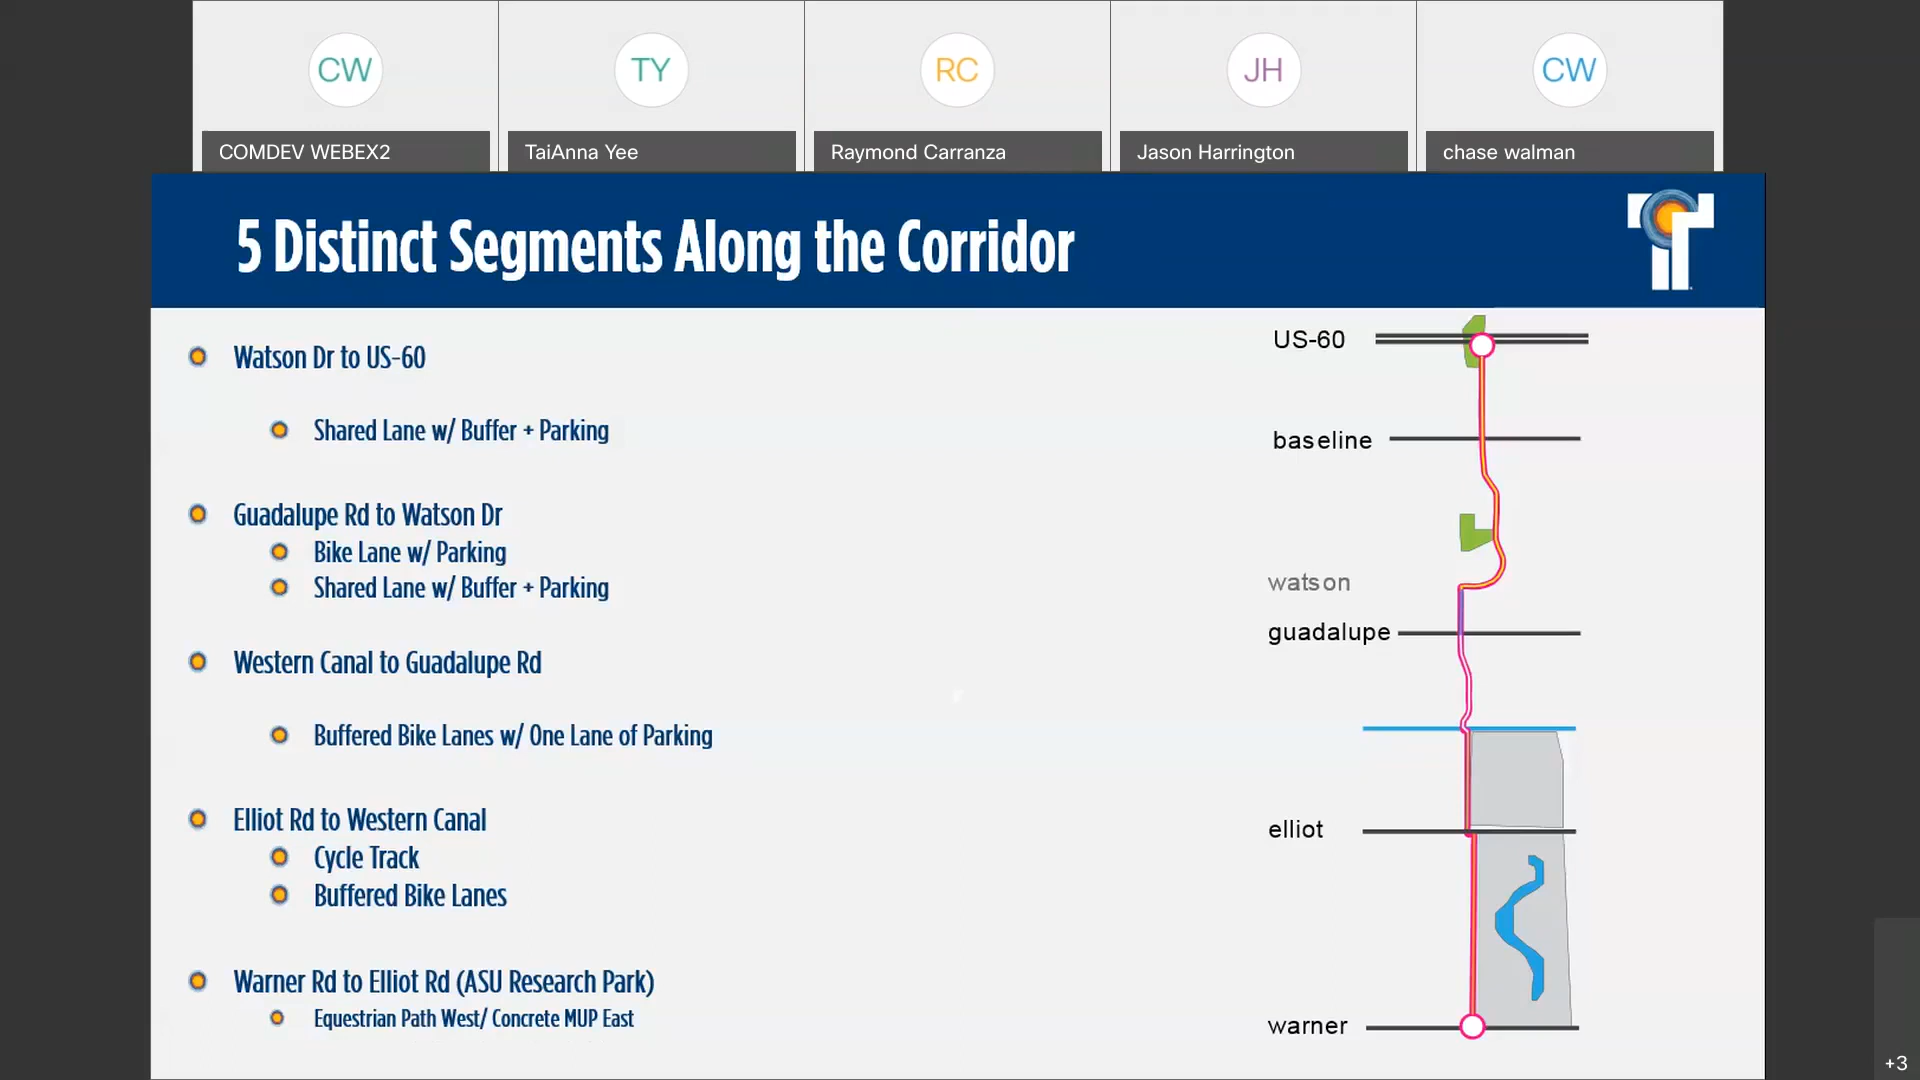 CW
TY
RC
JH
CW
COMDEV WEBEX2
TaiAnna Yee
Raymond Carranza
Jason Harrington
chase walman
5 Distinct Segments Along the Corridor
Watson Dr to US-60
Shared Lane w/ Buffer + Parking
Guadalupe Rd to Watson Dr
Bike Lane w/ Parking
Shared Lane w/ Buffer + Parking
Western Canal to Guadalupe Rd
Buffered Bike Lanes w/ One Lane of Parking
Elliot Rd to Western Canal
Cycle Track
Buffered Bike Lanes
Warner Rd to Elliot Rd (ASU Research Park)
Equestrian Path West/ Concrete MUP East
US-60
baseline
watson
guadalupe
elliot
warner
+3